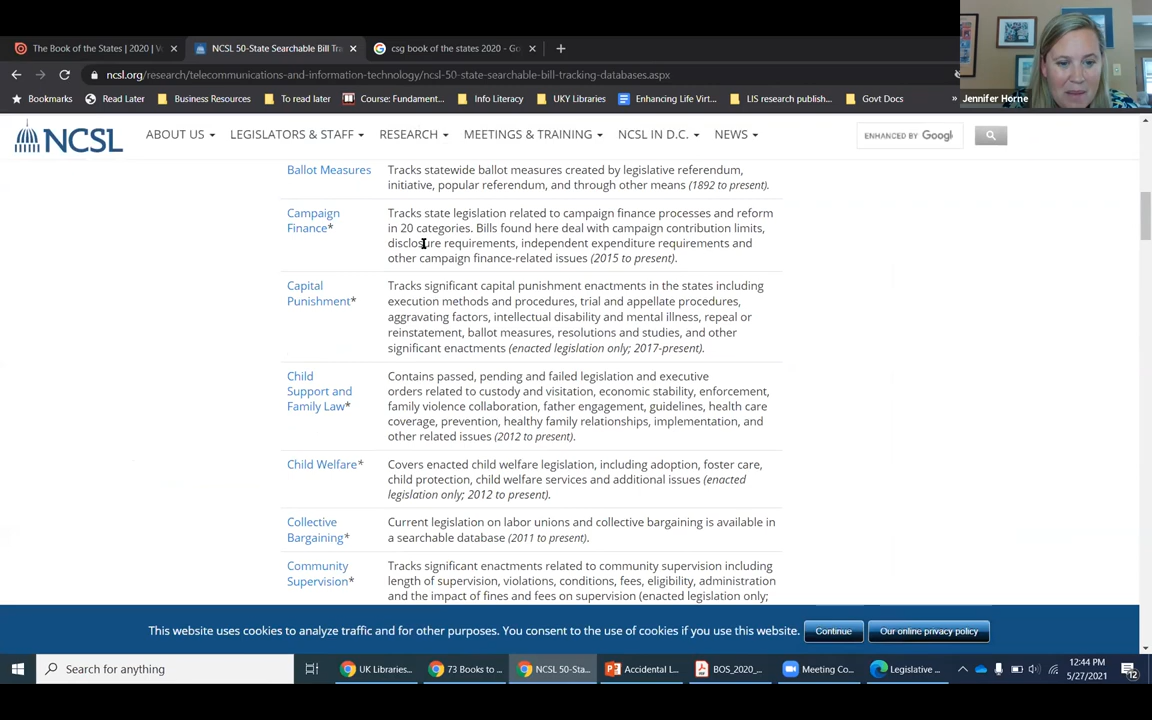 The Book of the States | 2020 | V
NCSL 50-State Searchable Bill Tra
csg book of the states 2020 - Go
ncsl.org/research/telecommunications-and-information-technology/ncsl-50-state-searchable-bill-tracking-databases.aspx
Bookmarks
Read Later
Business Resources
To read later
Course: Fundament...
Info Literacy
UKY Libraries
Enhancing Life Virt...
LIS research publish...
Govt Docs
»
Jennifer Horne
NCSL
ABOUT US
LEGISLATORS & STAFF
RESEARCH
MEETINGS & TRAINING
NCSL IN D.C.
NEWS
ENHANCED BY Google
Ballot Measures
Tracks statewide ballot measures created by legislative referendum,
initiative, popular referendum, and through other means (1892 to present).
Campaign
Finance*
Tracks state legislation related to campaign finance processes and reform
in 20 categories. Bills found here deal with campaign contribution limits,
disclosure requirements, independent expenditure requirements and
other campaign finance-related issues (2015 to present).
Capital
Punishment*
Tracks significant capital punishment enactments in the states including
execution methods and procedures, trial and appellate procedures,
aggravating factors, intellectual disability and mental illness, repeal or
reinstatement, ballot measures, resolutions and studies, and other
significant enactments (enacted legislation only; 2017-present).
Child
Support and
Family Law*
Contains passed, pending and failed legislation and executive
orders related to custody and visitation, economic stability, enforcement,
family violence collaboration, father engagement, guidelines, health care
coverage, prevention, healthy family relationships, implementation, and
other related issues (2012 to present).
Child Welfare*
Covers enacted child welfare legislation, including adoption, foster care,
child protection, child welfare services and additional issues (enacted
legislation only; 2012 to present).
Collective
Bargaining*
Current legislation on labor unions and collective bargaining is available in
a searchable database (2011 to present).
Community
Supervision*
Tracks significant enactments related to community supervision including
length of supervision, violations, conditions, fees, eligibility, administration
and the impact of fines and fees on supervision (enacted legislation only;
This website uses cookies to analyze traffic and for other purposes. You consent to the use of cookies if you use this website.
Continue
Our online privacy policy
Search for anything
UK Libraries...
73 Books to ...
NCSL 50-Sta...
Accidental L...
BOS_2020_...
Meeting Co...
Legislative ...
12:44 PM
5/27/2021
12